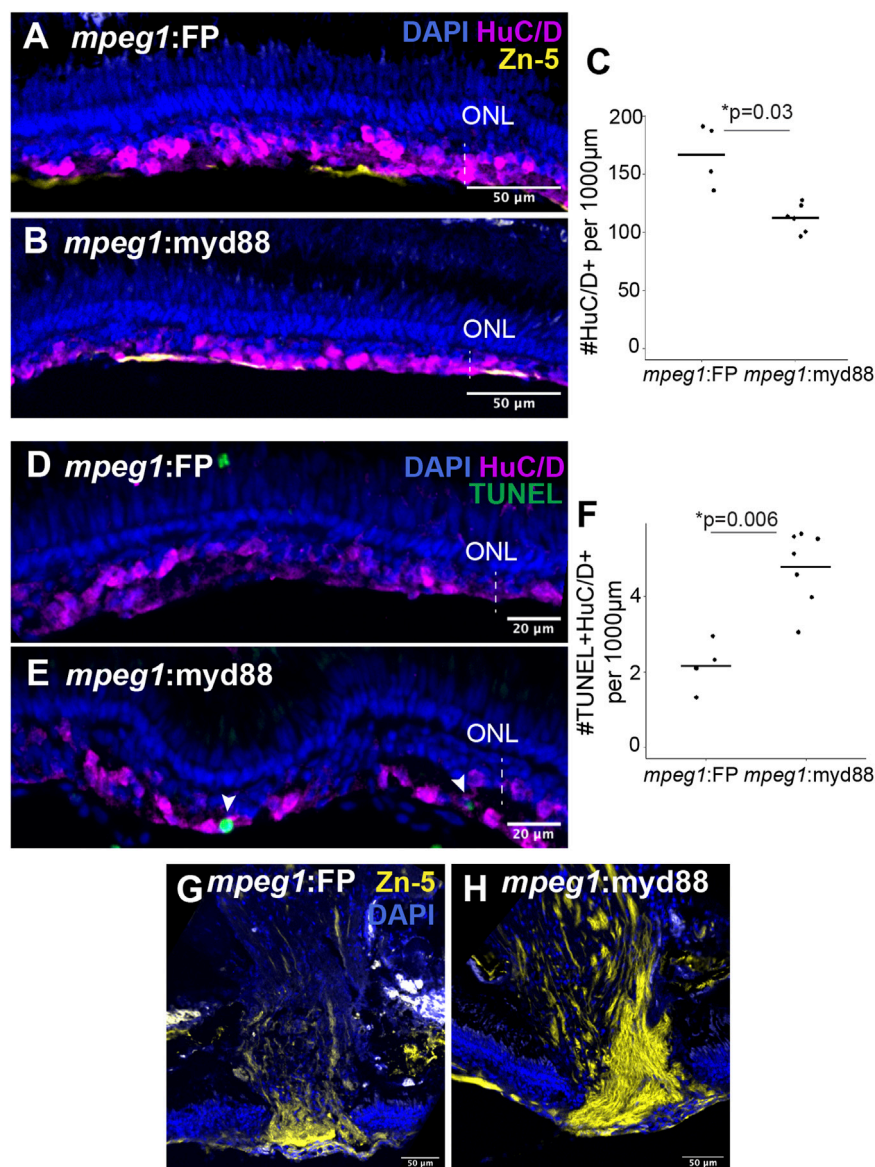 A mpeg1:FP DAPI HuC/D
Zn-5
ONL
50 µm
B mpeg1:myd88
ONL
50 µm
C
*p=0.03
#HuC/D+ per 1000µm
200
150
100
50
0
mpeg1:FP mpeg1:myd88
D mpeg1:FP DAPI HuC/D
TUNEL
ONL
20 µm
E mpeg1:myd88
ONL
20 µm
F
*p=0.006
#TUNEL+HuC/D+
per 1000µm
4
2
0
mpeg1:FP mpeg1:myd88
G mpeg1:FP Zn-5
DAPI
50 µm
H mpeg1:myd88
50 µm